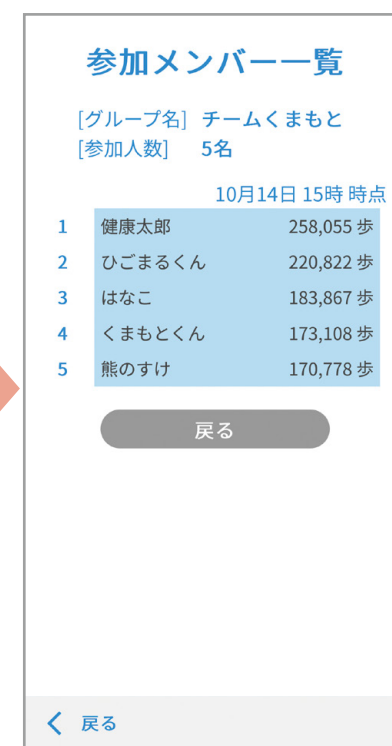 参加メンバー一覧
[グループ名] チームくまもと
[参加人数] 5名
10月14日 15時 時点
1 健康太郎 258,055 歩
2 ひごまるくん 220,822 歩
3 はなこ 183,867 歩
4 くまもとくん 173,108 歩
5 熊のすけ 170,778 歩
戻る
戻る